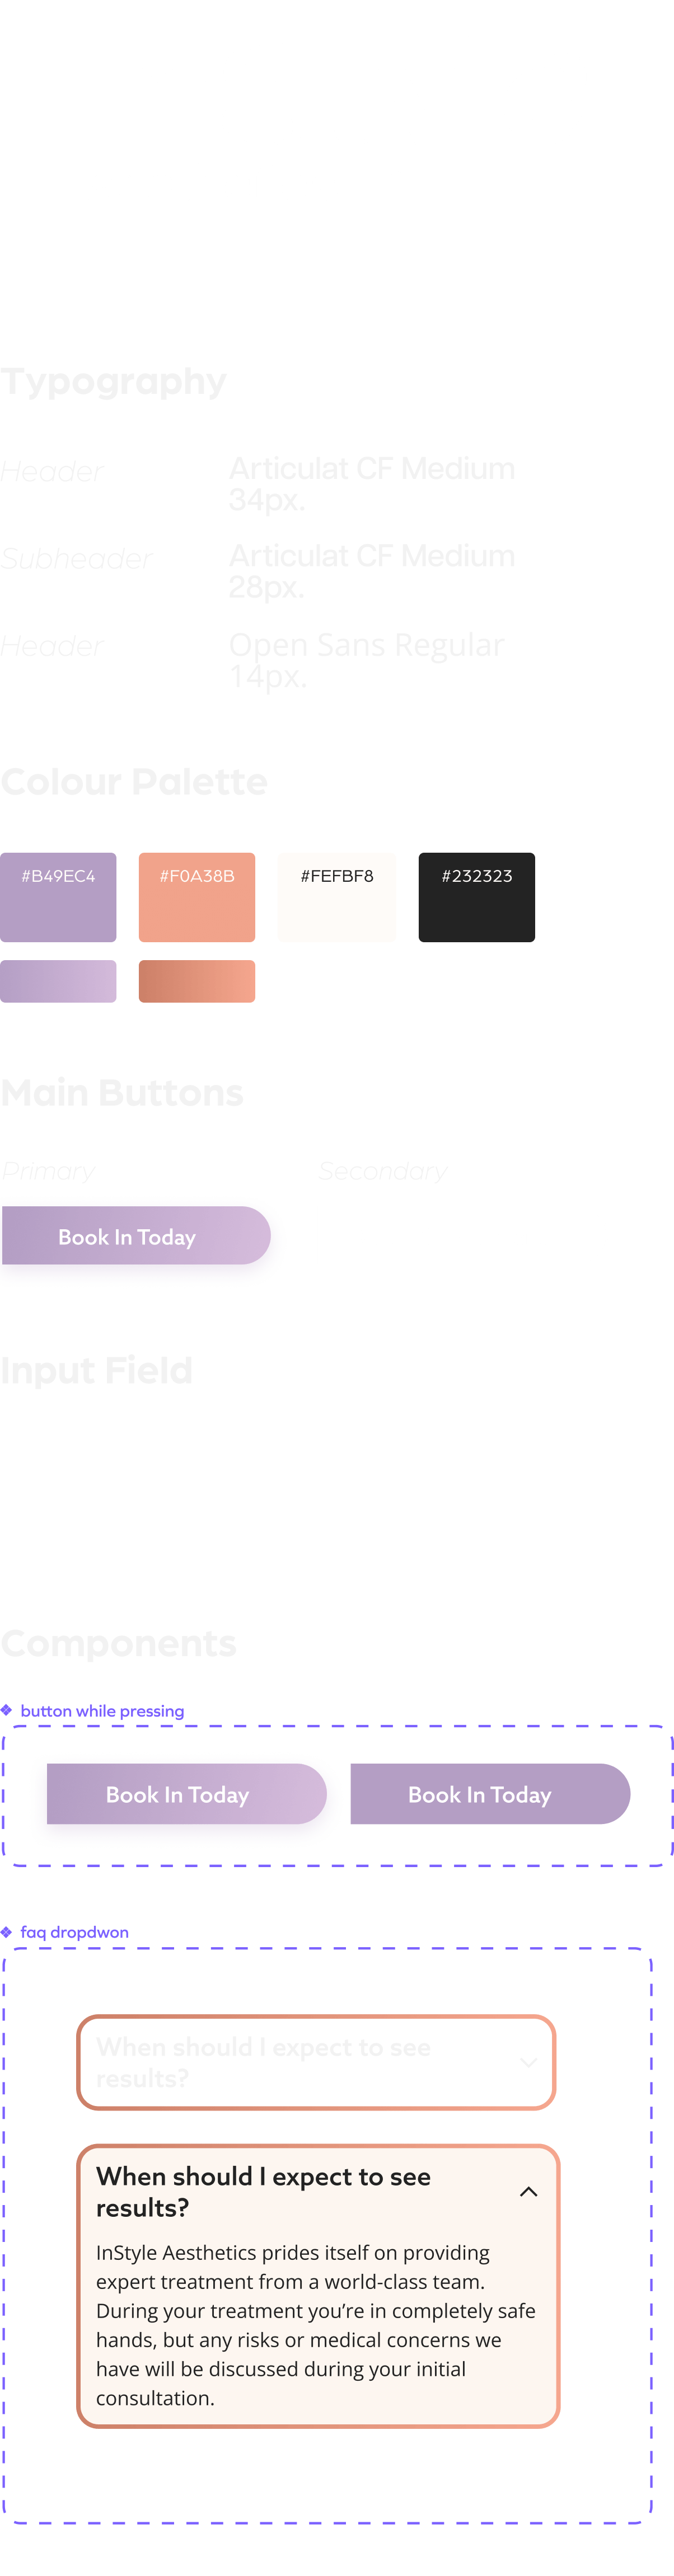 Typography
Header
Articulat CF Medium
34px.
Subheader
Articulat CF Medium
28px.
Header
Open Sans Regular
14px.
Colour Palette
#B49EC4 #F0A38B #FEFBF8 #232323
Main Buttons
Primary Secondary
Book In Today
Input Field
Components
button while pressing
Book In Today Book In Today
faq dropdwon
When should I expect to see
results?
When should I expect to see
results?
InStyle Aesthetics prides itself on providing
expert treatment from a world-class team.
During your treatment you’re in completely safe
hands, but any risks or medical concerns we
have will be discussed during your initial
consultation.